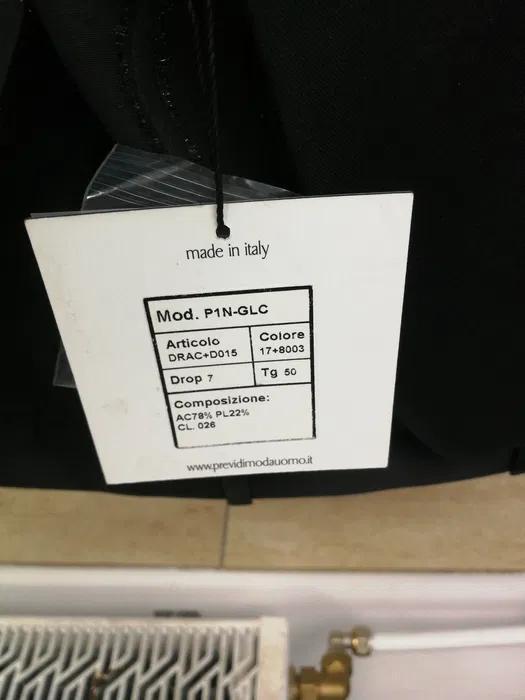 made in italy
Mod. P1N-GLC
Articolo
DRAC+D015
Colore
17+8003
Drop 7
Tg 50
Composizione:
AC78% PL22%
CL. 026
www.previdimodauomo.it